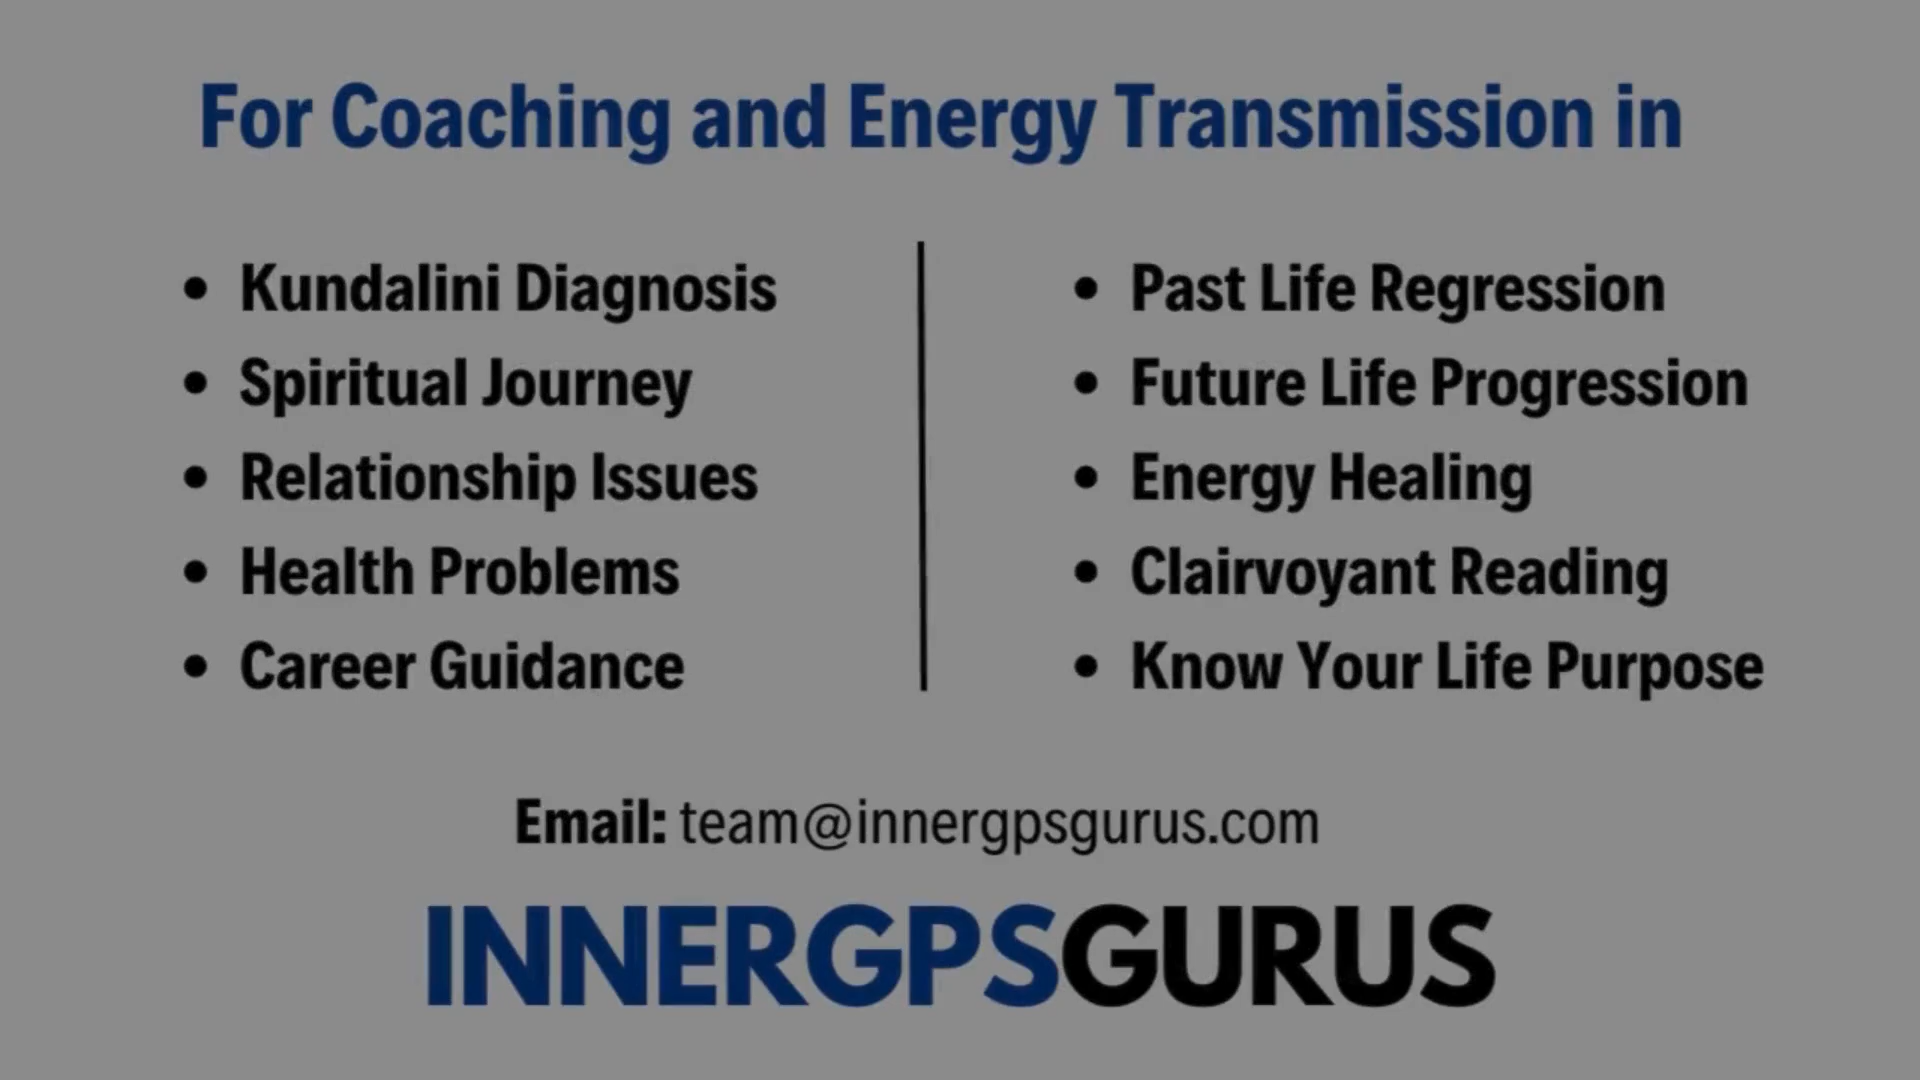 For Coaching and Energy Transmission in
• Kundalini Diagnosis
• Spiritual Journey
• Relationship Issues
• Health Problems
• Career Guidance
• Past Life Regression
• Future Life Progression
• Energy Healing
• Clairvoyant Reading
• Know Your Life Purpose
Email: team@innergpsgurus.com
INNERGPSGURUS